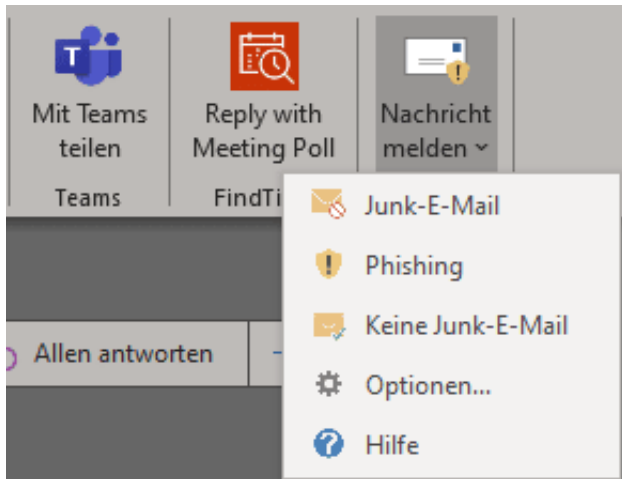 Mit Teams
teilen
Teams
Reply with
Meeting Poll
FindTi
Nachricht
melden
Junk-E-Mail
Phishing
Keine Junk-E-Mail
Optionen...
Hilfe
Allen antworten